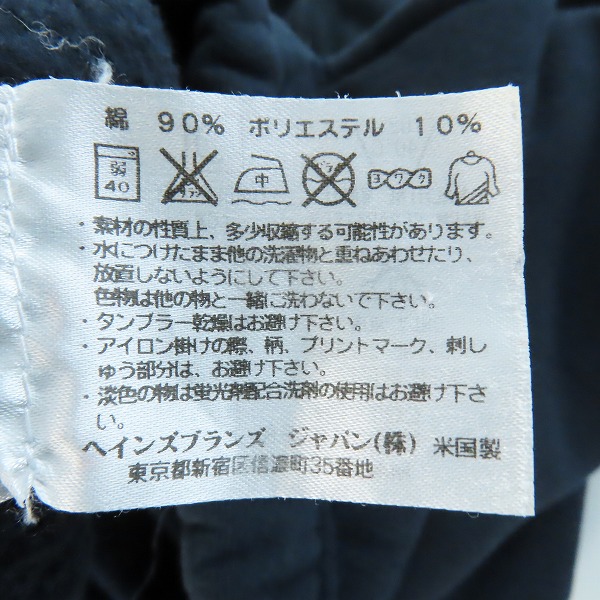 綿 90% ポリエステル 10%
弱 40 中 ヨワク
・素材の性質上、多少収縮する可能性があります。
・水につけたまま他の洗濯物と重ねあわせたり、
放置しないようにして下さい。
色物は他の物と一緒に洗わないで下さい。
・タンブラー乾燥はお避け下さい。
・アイロン掛けの際、柄、プリントマーク、刺し
ゅう部分は、お避け下さい。
・淡色の物は蛍光剤配合洗剤の使用はお避け下さ
い。
ヘインズブランズ ジャパン(株) 米国製
東京都新宿区信濃町35番地